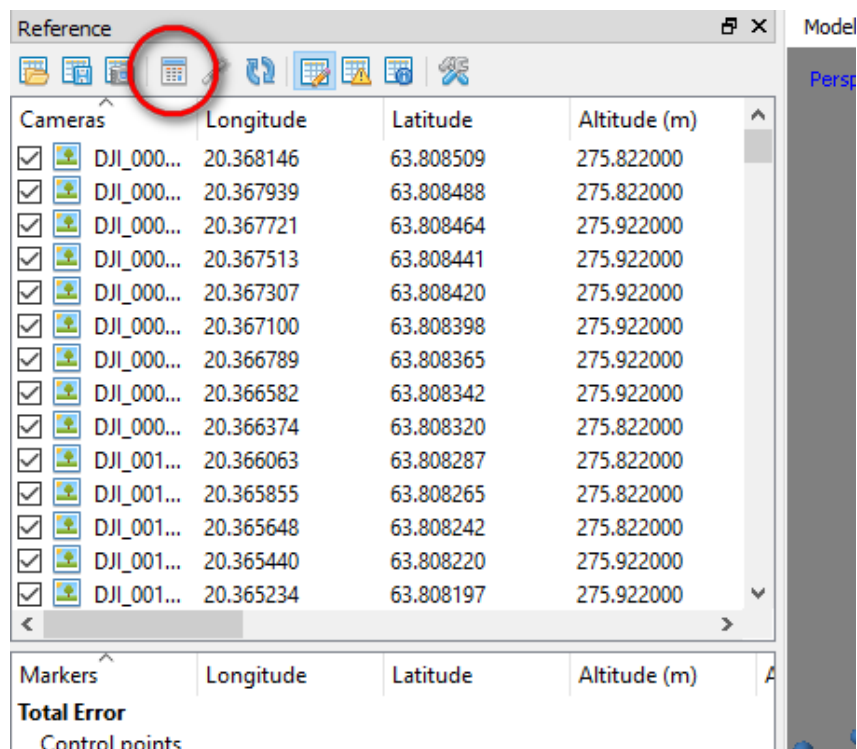 Reference
Model
Persp
Cameras Longitude Latitude Altitude (m)
DJI_000... 20.368146 63.808509 275.822000
DJI_000... 20.367939 63.808488 275.822000
DJI_000... 20.367721 63.808464 275.922000
DJI_000... 20.367513 63.808441 275.922000
DJI_000... 20.367307 63.808420 275.922000
DJI_000... 20.367100 63.808398 275.922000
DJI_000... 20.366789 63.808365 275.922000
DJI_000... 20.366582 63.808342 275.922000
DJI_000... 20.366374 63.808320 275.822000
DJI_001... 20.366063 63.808287 275.822000
DJI_001... 20.365855 63.808265 275.822000
DJI_001... 20.365648 63.808242 275.822000
DJI_001... 20.365440 63.808220 275.922000
DJI_001... 20.365234 63.808197 275.922000
Markers Longitude Latitude Altitude (m) A
Total Error
Control points